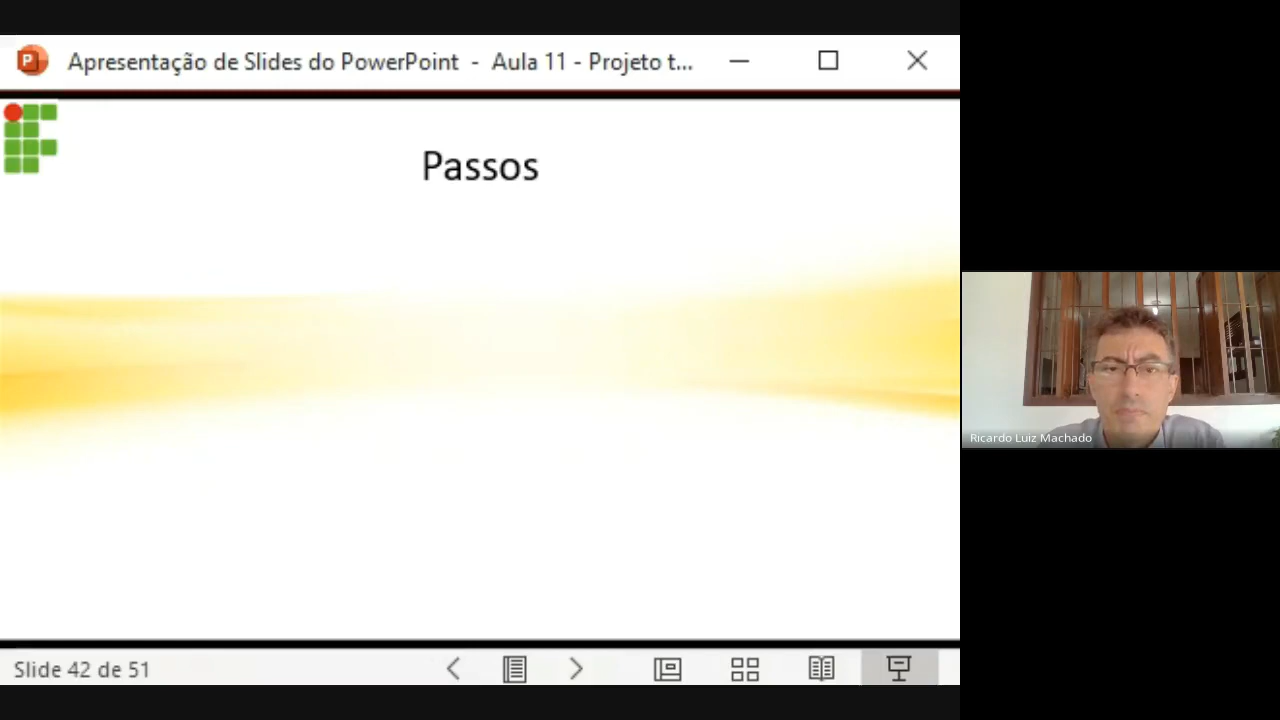 Apresentação de Slides do PowerPoint - Aula 11 - Projeto t...
Passos
Ricardo Luiz Machado
Slide 42 de 51